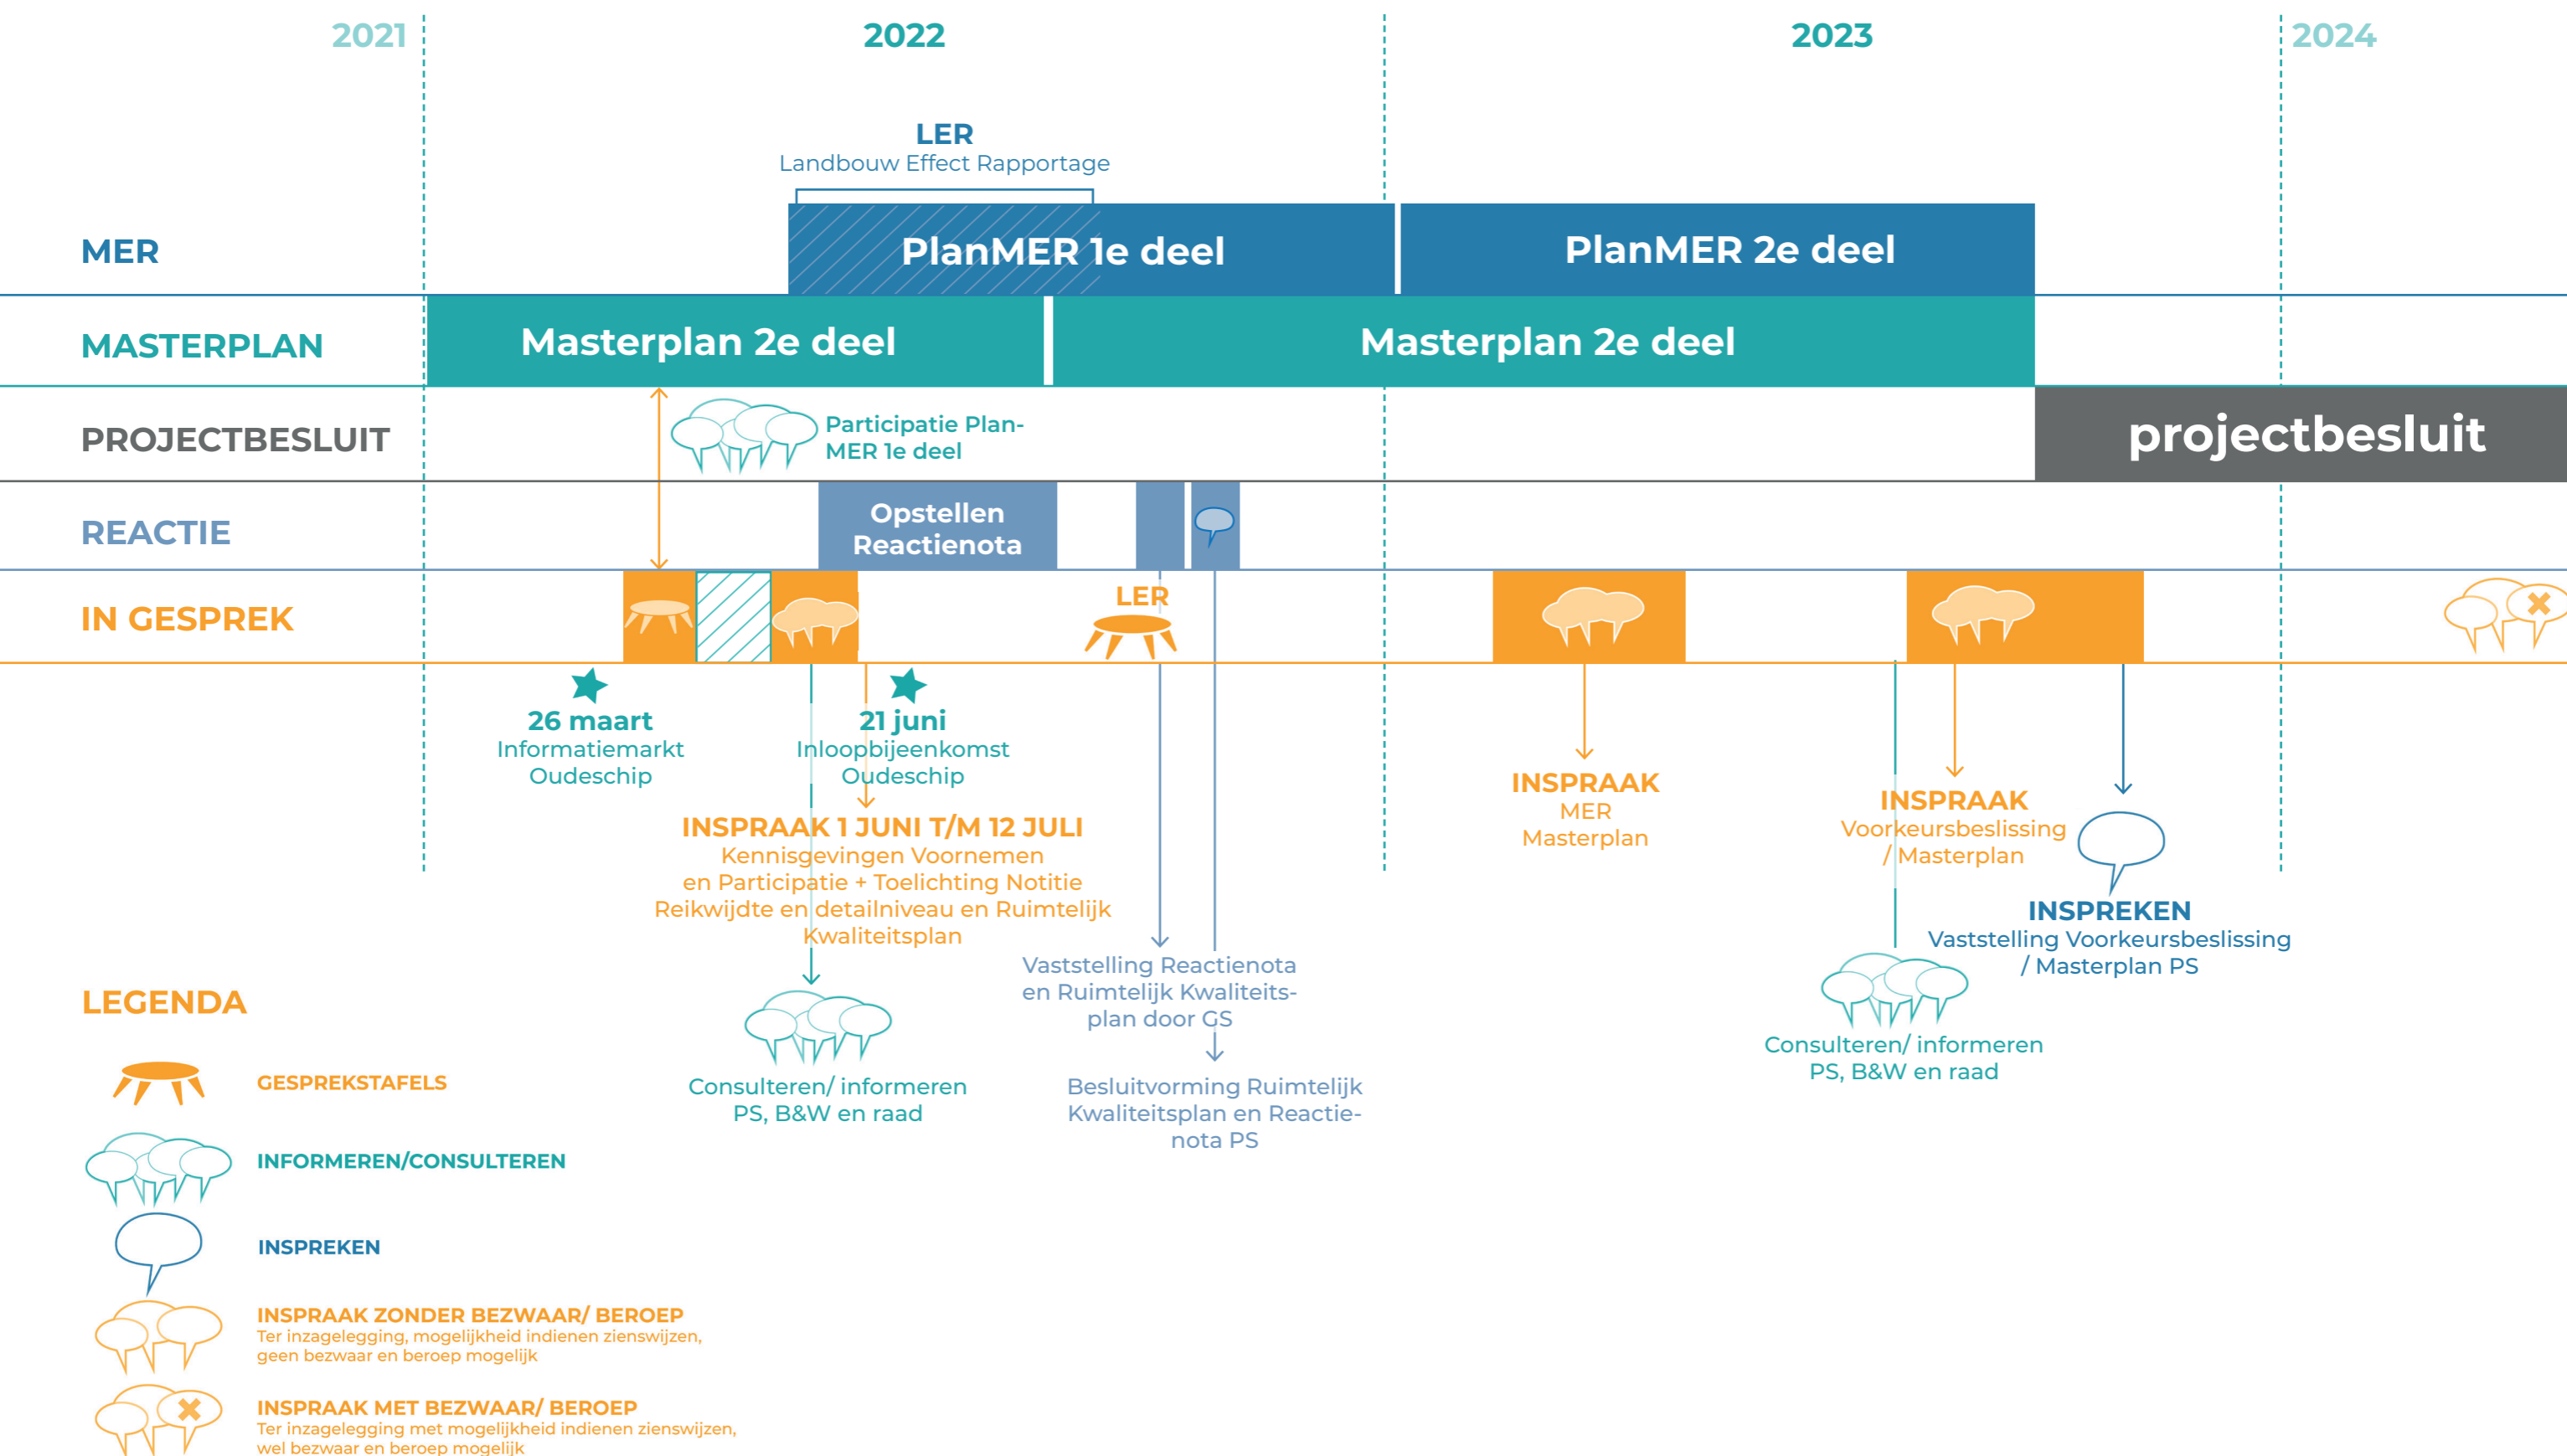 2021
2022
2023
2024
LER
Landbouw Effect Rapportage
MER
PlanMER 1e deel
PlanMER 2e deel
MASTERPLAN
Masterplan 2e deel
Masterplan 2e deel
PROJECTBESLUIT
Participatie Plan-
MER 1e deel
projectbesluit
REACTIE
Opstellen
Reactienota
IN GESPREK
LER
26 maart
Informatiemarkt
Oudeschip
21 juni
Inloopbijeenkomst
Oudeschip
INSPRAAK 1 JUNI T/M 12 JULI
Kennisgevingen Voornemen
en Participatie + Toelichting Notitie
Reikwijdte en detailniveau en Ruimtelijk
Kwaliteitsplan
Consulteren/ informeren
PS, B&W en raad
Vaststelling Reactienota
en Ruimtelijk Kwaliteits-
plan door GS
Besluitvorming Ruimtelijk
Kwaliteitsplan en Reactie-
nota PS
INSPRAAK
MER
Masterplan
INSPRAAK
Voorkeursbeslissing
/ Masterplan
INSPREKEN
Vaststelling Voorkeursbeslissing
/ Masterplan PS
Consulteren/ informeren
PS, B&W en raad
LEGENDA
GESPREKSTAFELS
INFORMEREN/CONSULTEREN
INSPREKEN
INSPRAAK ZONDER BEZWAAR/ BEROEP
Ter inzagelegging, mogelijkheid indienen zienswijzen,
geen bezwaar en beroep mogelijk
INSPRAAK MET BEZWAAR/ BEROEP
Ter inzagelegging met mogelijkheid indienen zienswijzen,
wel bezwaar en beroep mogelijk